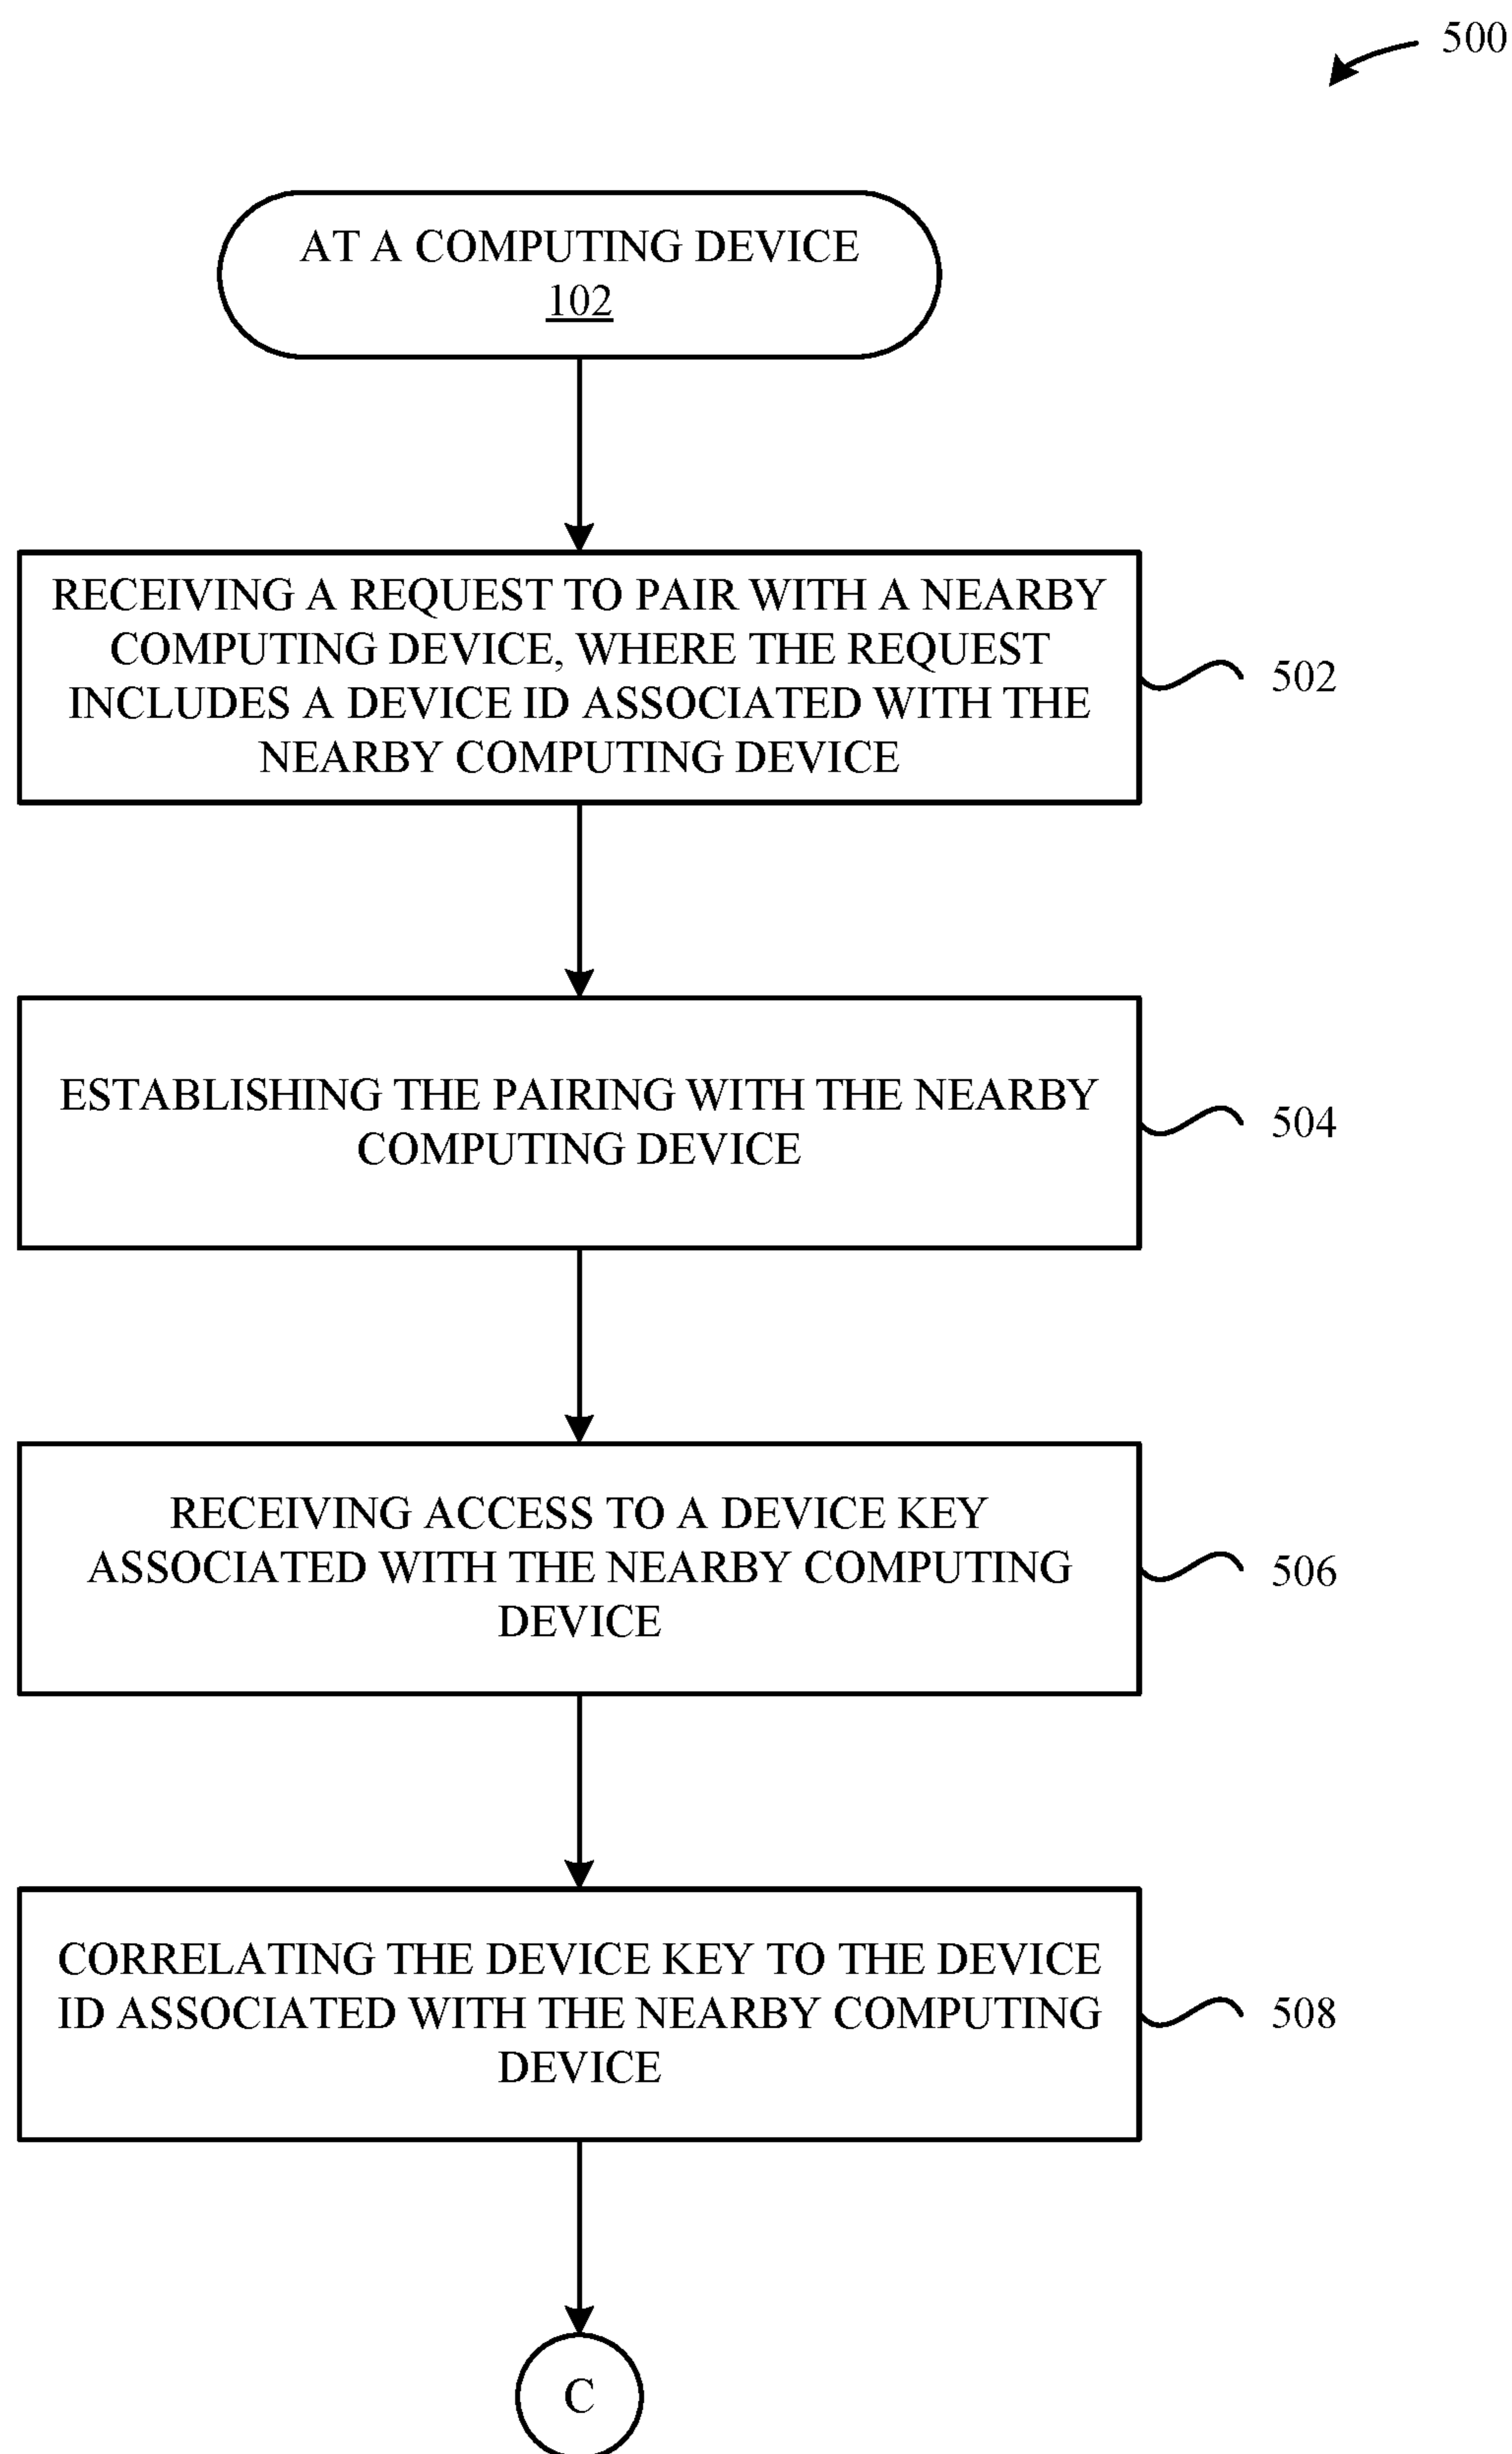 500
AT A COMPUTING DEVICE
102
RECEIVING A REQUEST TO PAIR WITH A NEARBY
COMPUTING DEVICE, WHERE THE REQUEST
INCLUDES A DEVICE ID ASSOCIATED WITH THE
NEARBY COMPUTING DEVICE
502
ESTABLISHING THE PAIRING WITH THE NEARBY
COMPUTING DEVICE
504
RECEIVING ACCESS TO A DEVICE KEY
ASSOCIATED WITH THE NEARBY COMPUTING
DEVICE
506
CORRELATING THE DEVICE KEY TO THE DEVICE
ID ASSOCIATED WITH THE NEARBY COMPUTING
DEVICE
508
C